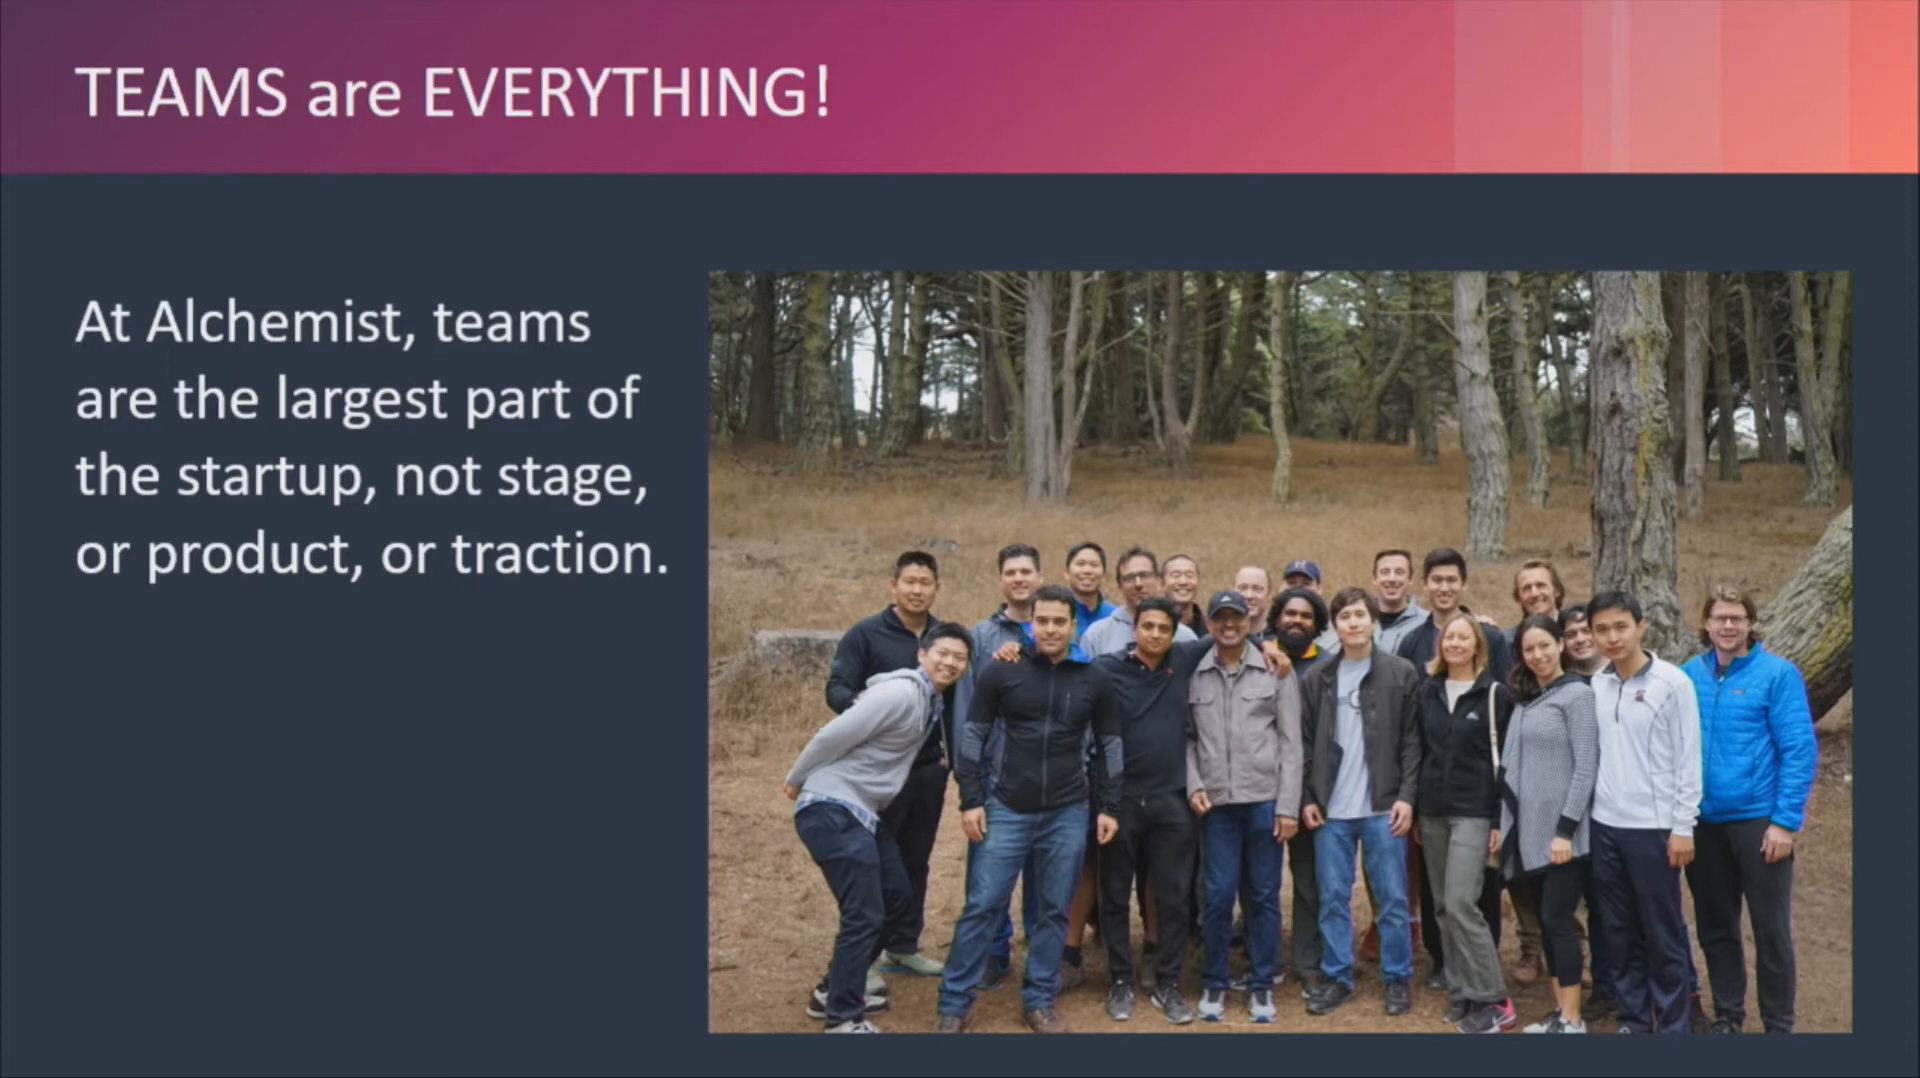 TEAMS are EVERYTHING!
At Alchemist, teams
are the largest part of
the startup, not stage,
or product, or traction.